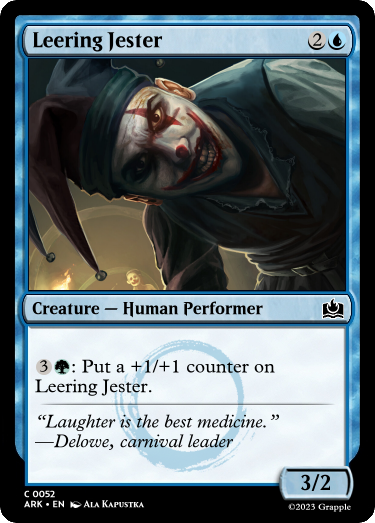 Leering Jester 2
Creature — Human Performer
3: Put a +1/+1 counter on
Leering Jester.
“Laughter is the best medicine.”
—Delowe, carnival leader
3/2
C 0052
ARK • EN Ala Kapustka
©2023 Grapple